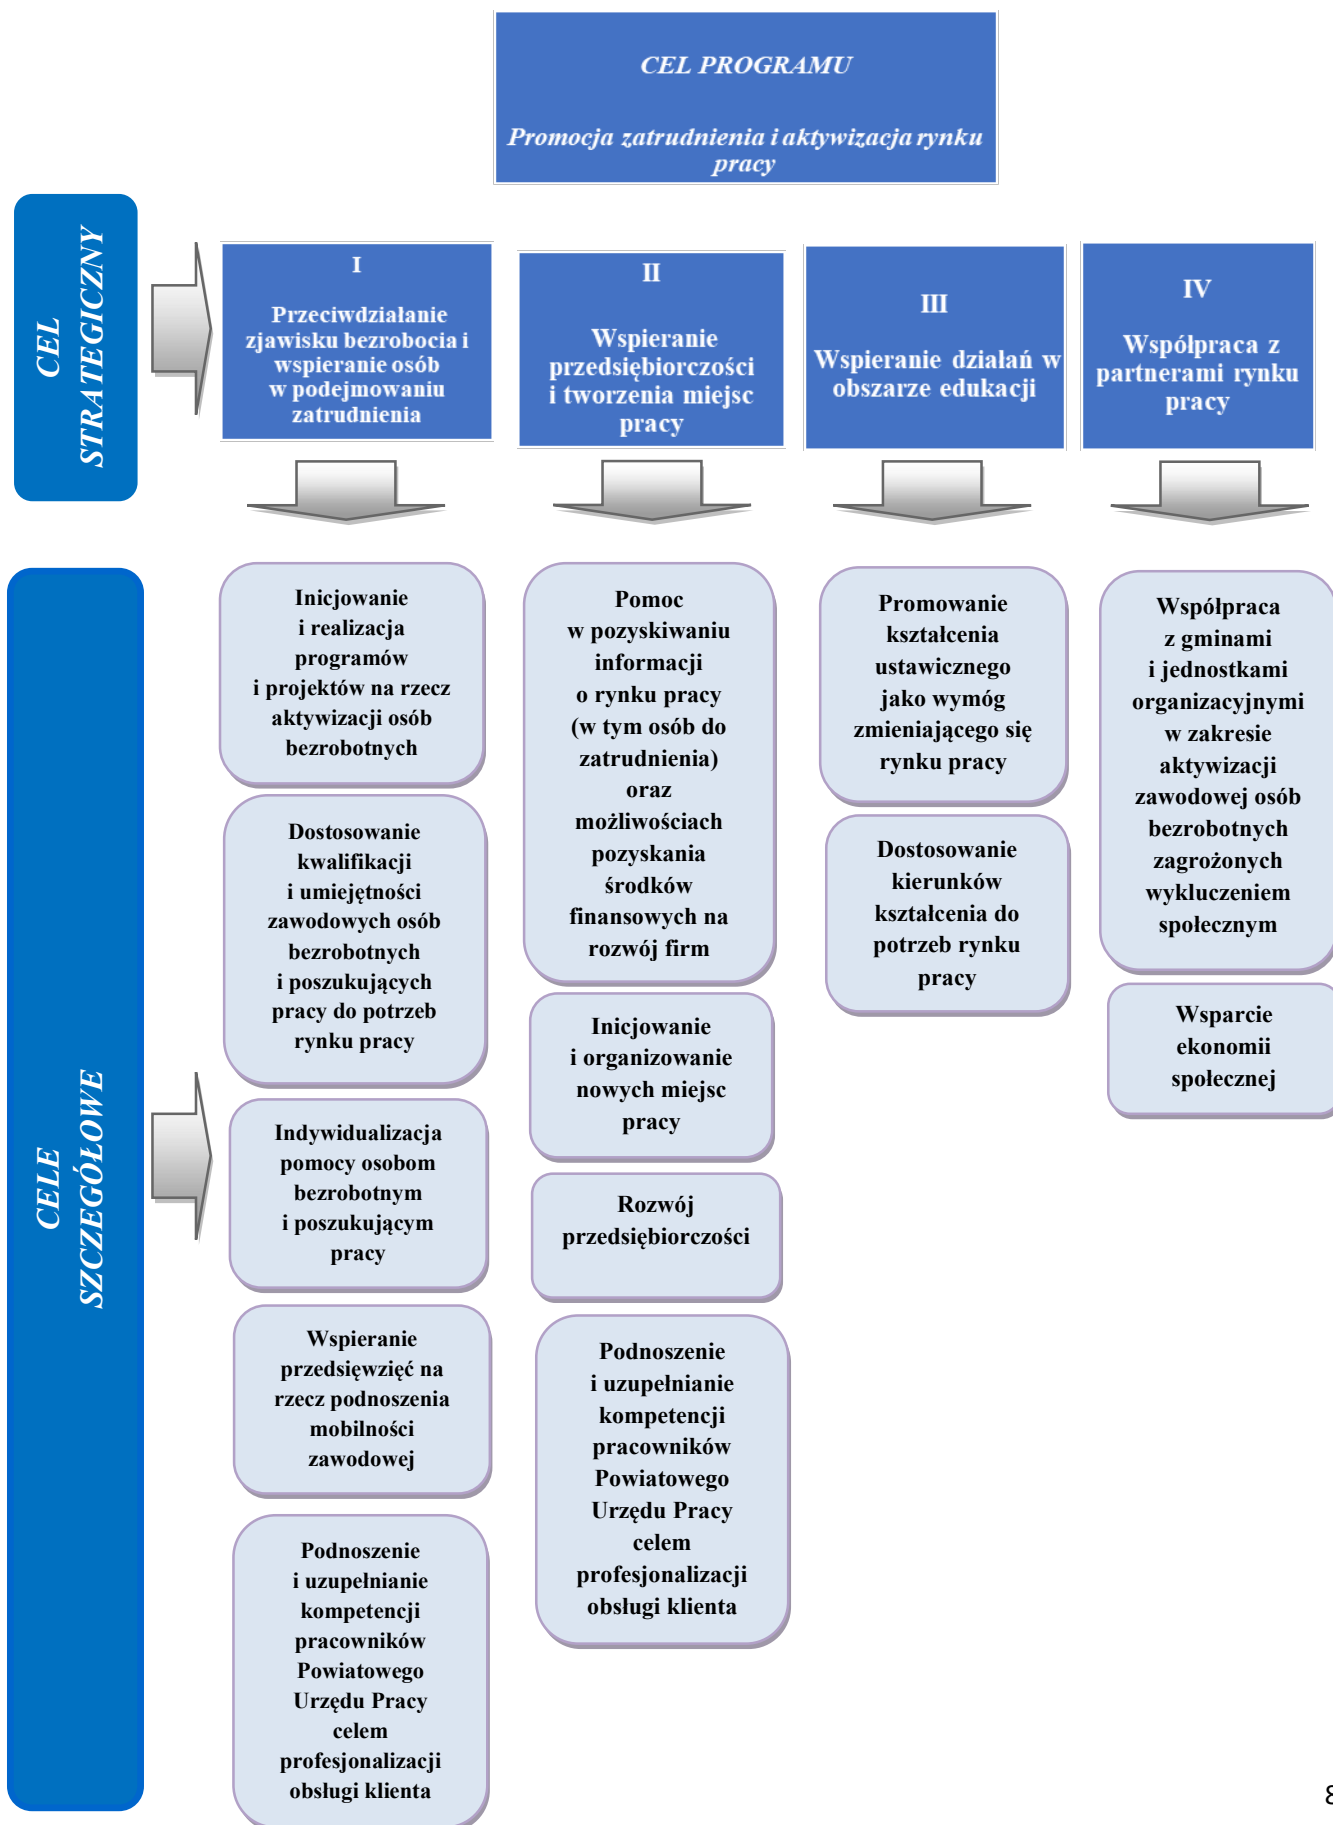 CEL PROGRAMU
Promocja zatrudnienia i aktywizacja rynku
pracy
CEL
STRATEGICZNY
I
Przeciwdziałanie
zjawisku bezrobocia i
wspieranie osób
w podejmowaniu
zatrudnienia
II
Wspieranie
przedsiębiorczości
i tworzenia miejsc
pracy
III
Wspieranie działań w
obszarze edukacji
IV
Współpraca z
partnerami rynku
pracy
CELE
SZCZEGÓŁOWE
Inicjowanie
i realizacja
programów
i projektów na rzecz
aktywizacji osób
bezrobotnych
Dostosowanie
kwalifikacji
i umiejętności
zawodowych osób
bezrobotnych
i poszukujących
pracy do potrzeb
rynku pracy
Indywidualizacja
pomocy osobom
bezrobotnym
i poszukującym
pracy
Wspieranie
przedsięwzięć na
rzecz podnoszenia
mobilności
zawodowej
Podnoszenie
i uzupełnianie
kompetencji
pracowników
Powiatowego
Urzędu Pracy
celem
profesjonalizacji
obsługi klienta
Pomoc
w pozyskiwaniu
informacji
o rynku pracy
(w tym osób do
zatrudnienia)
oraz
możliwościach
pozyskania
środków
finansowych na
rozwój firm
Inicjowanie
i organizowanie
nowych miejsc
pracy
Rozwój
przedsiębiorczości
Podnoszenie
i uzupełnianie
kompetencji
pracowników
Powiatowego
Urzędu Pracy
celem
profesjonalizacji
obsługi klienta
Promowanie
kształcenia
ustawicznego
jako wymóg
zmieniającego się
rynku pracy
Dostosowanie
kierunków
kształcenia do
potrzeb rynku
pracy
Współpraca
z gminami
i jednostkami
organizacyjnymi
w zakresie
aktywizacji
zawodowej osób
bezrobotnych
zagrożonych
wykluczeniem
społecznym
Wsparcie
ekonomii
społecznej
8